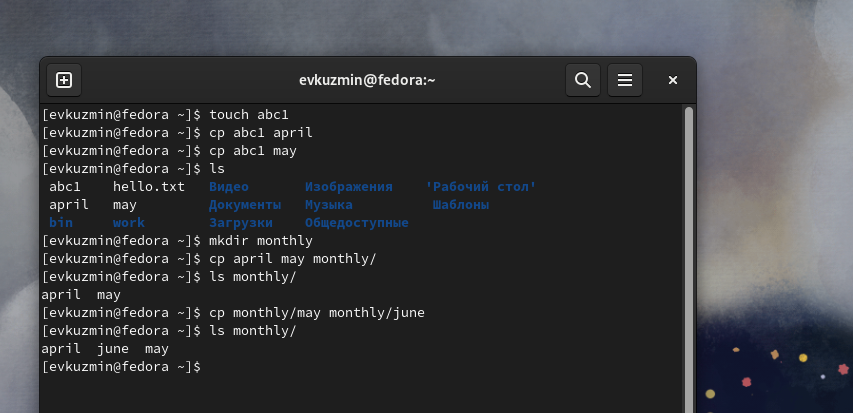 evkuzmin@fedora:~
[evkuzmin@fedora ~]$ touch abc1
[evkuzmin@fedora ~]$ cp abc1 april
[evkuzmin@fedora ~]$ cp abc1 may
[evkuzmin@fedora ~]$ ls
abc1 hello.txt Видео Изображения 'Рабочий стол'
april may Документы Музыка Шаблоны
bin work Загрузки Общедоступные
[evkuzmin@fedora ~]$ mkdir monthly
[evkuzmin@fedora ~]$ cp april may monthly/
[evkuzmin@fedora ~]$ ls monthly/
april may
[evkuzmin@fedora ~]$ cp monthly/may monthly/june
[evkuzmin@fedora ~]$ ls monthly/
april june may
[evkuzmin@fedora ~]$